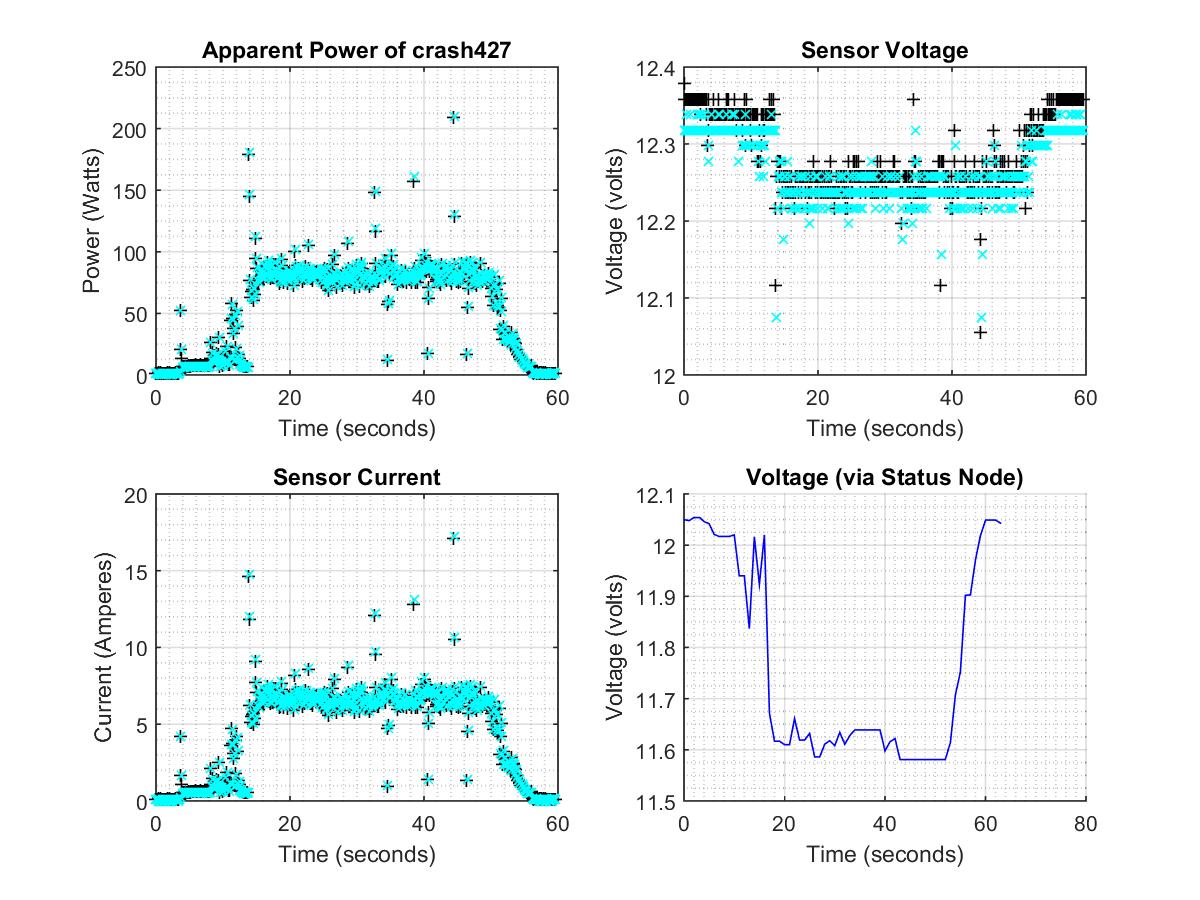 Apparent Power of crash427
250
200
150
100
50
0
0 20 40 60
Power (Watts)
Time (seconds)
Sensor Voltage
12.4
12.3
12.2
12.1
12
0 20 40 60
Voltage (volts)
Time (seconds)
Sensor Current
20
15
10
5
0
0 20 40 60
Current (Amperes)
Time (seconds)
Voltage (via Status Node)
12.1
12
11.9
11.8
11.7
11.6
11.5
0 20 40 60 80
Voltage (volts)
Time (seconds)